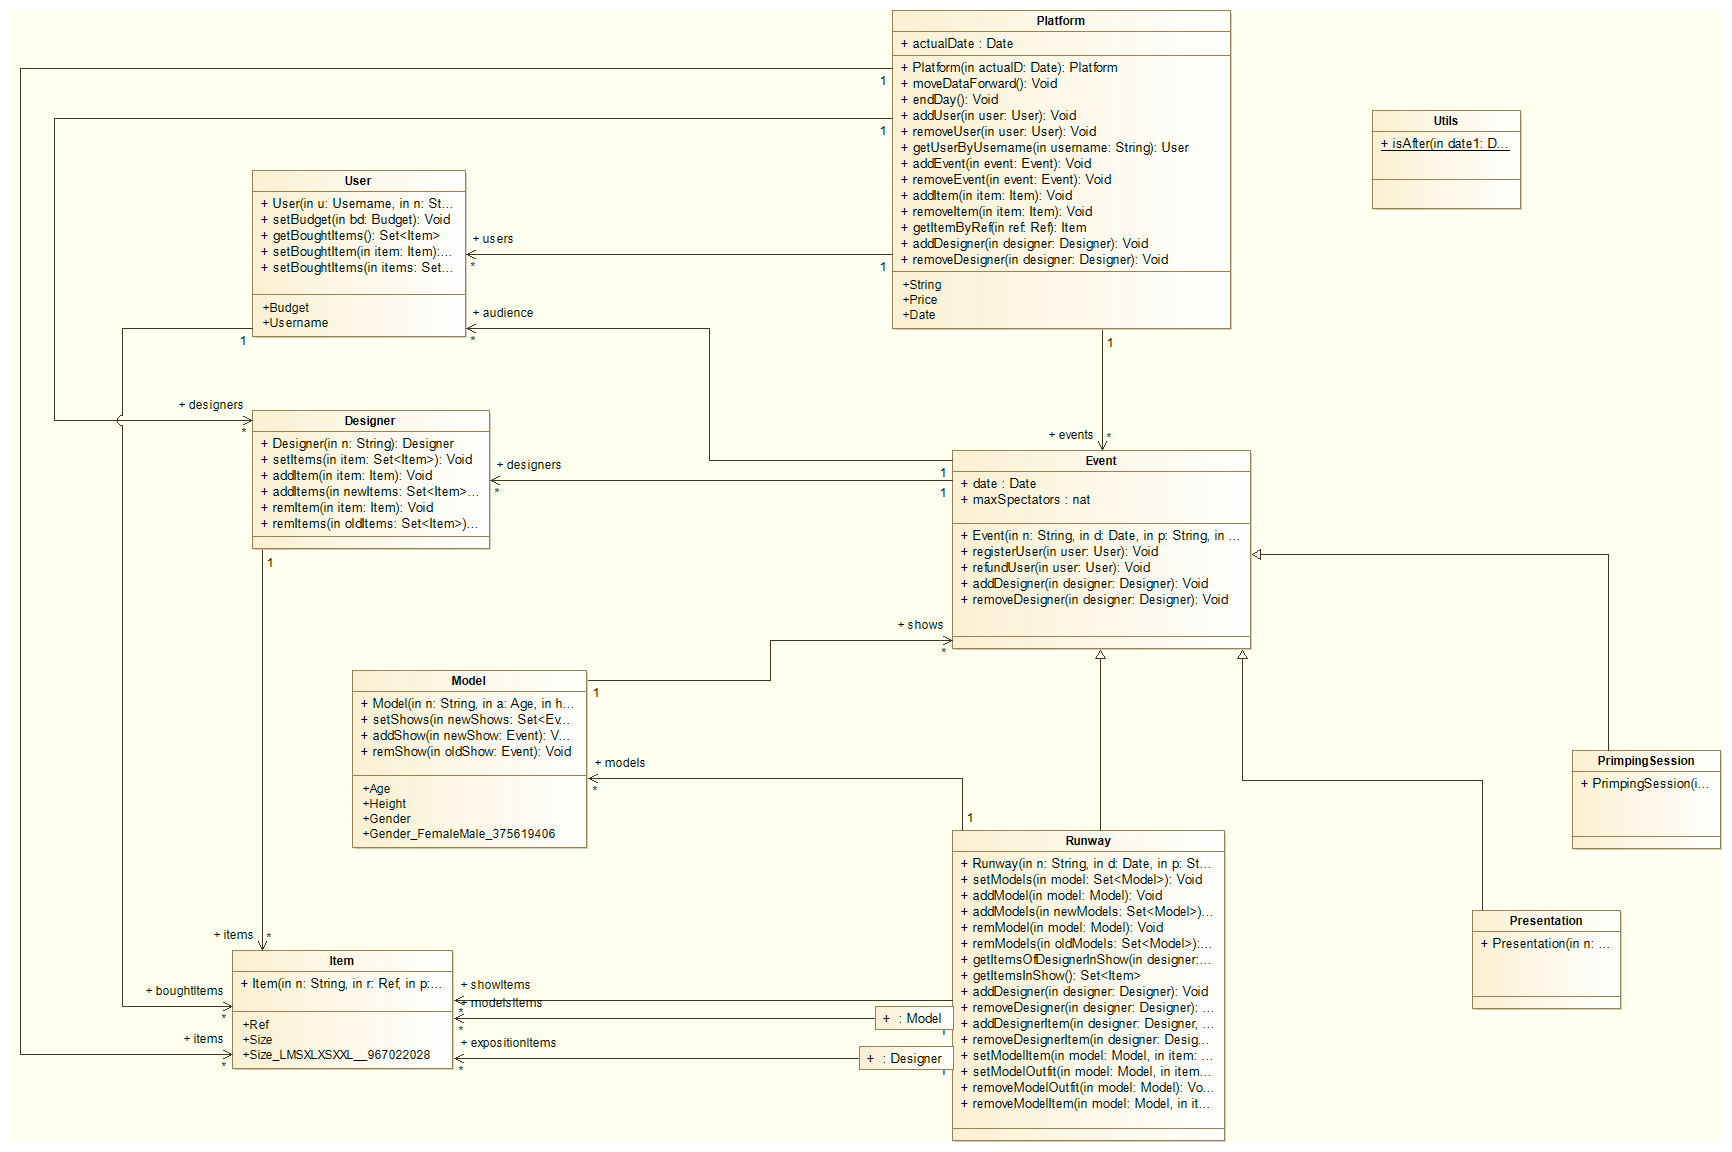 Platform
+ actualDate : Date
+ Platform(in actualD: Date): Platform
+ moveDataForward(): Void
+ endDay(): Void
+ addUser(in user: User): Void
+ removeUser(in user: User): Void
+ getUserByUsername(in username: String): User
+ addEvent(in event: Event): Void
+ removeEvent(in event: Event): Void
+ addItem(in item: Item): Void
+ removeItem(in item: Item): Void
+ getItemByRef(in ref: Ref): Item
+ addDesigner(in designer: Designer): Void
+ removeDesigner(in designer: Designer): Void
+String
+Price
+Date
1
1
1
1
Utils
+ isAfter(in date1: D...
User
+ User(in u: Username, in n: St...
+ setBudget(in bd: Budget): Void
+ getBoughtItems(): Set<Item>
+ setBoughtItem(in item: Item):...
+ setBoughtItems(in items: Set...
+Budget
+Username
+ users
*
+ audience
*
1
+ designers
*
Designer
+ Designer(in n: String): Designer
+ setItems(in item: Set<Item>): Void
+ addItem(in item: Item): Void
+ addItems(in newItems: Set<Item>...
+ remItem(in item: Item): Void
+ remItems(in oldItems: Set<Item>)...
+ designers
*
1
+ events
*
Event
+ date : Date
+ maxSpectators : nat
+ Event(in n: String, in d: Date, in p: String, in ...
+ registerUser(in user: User): Void
+ refundUser(in user: User): Void
+ addDesigner(in designer: Designer): Void
+ removeDesigner(in designer: Designer): Void
1
1
+ shows
*
Model
+ Model(in n: String, in a: Age, in h...
+ setShows(in newShows: Set<Ev...
+ addShow(in newShow: Event): V...
+ remShow(in oldShow: Event): Void
+Age
+Height
+Gender
+Gender_FemaleMale_375619406
1
+ models
*
1
PrimpingSession
+ PrimpingSession(i...
Presentation
+ Presentation(in n: ...
Runway
+ Runway(in n: String, in d: Date, in p: St...
+ setModels(in model: Set<Model>): Void
+ addModel(in model: Model): Void
+ addModels(in newModels: Set<Model>)...
+ remModel(in model: Model): Void
+ remModels(in oldModels: Set<Model>):...
+ getItemsOfDesignerInShow(in designer:...
+ getItemsInShow(): Set<Item>
+ addDesigner(in designer: Designer): Void
+ removeDesigner(in designer: Designer): ...
+ addDesignerItem(in designer: Designer, ...
+ removeDesignerItem(in designer: Desig...
+ setModelItem(in model: Model, in item: ...
+ setModelOutfit(in model: Model, in item...
+ removeModelOutfit(in model: Model): Vo...
+ removeModelItem(in model: Model, in it...
+ items
*
Item
+ Item(in n: String, in r: Ref, in p:...
+Ref
+Size
+Size_LMSXLXSXXL__967022028
+ boughtItems
*
+ items
*
+ showItems
*
+ modelsItems
*
+ : Model
+ expositionItems
*
+ : Designer